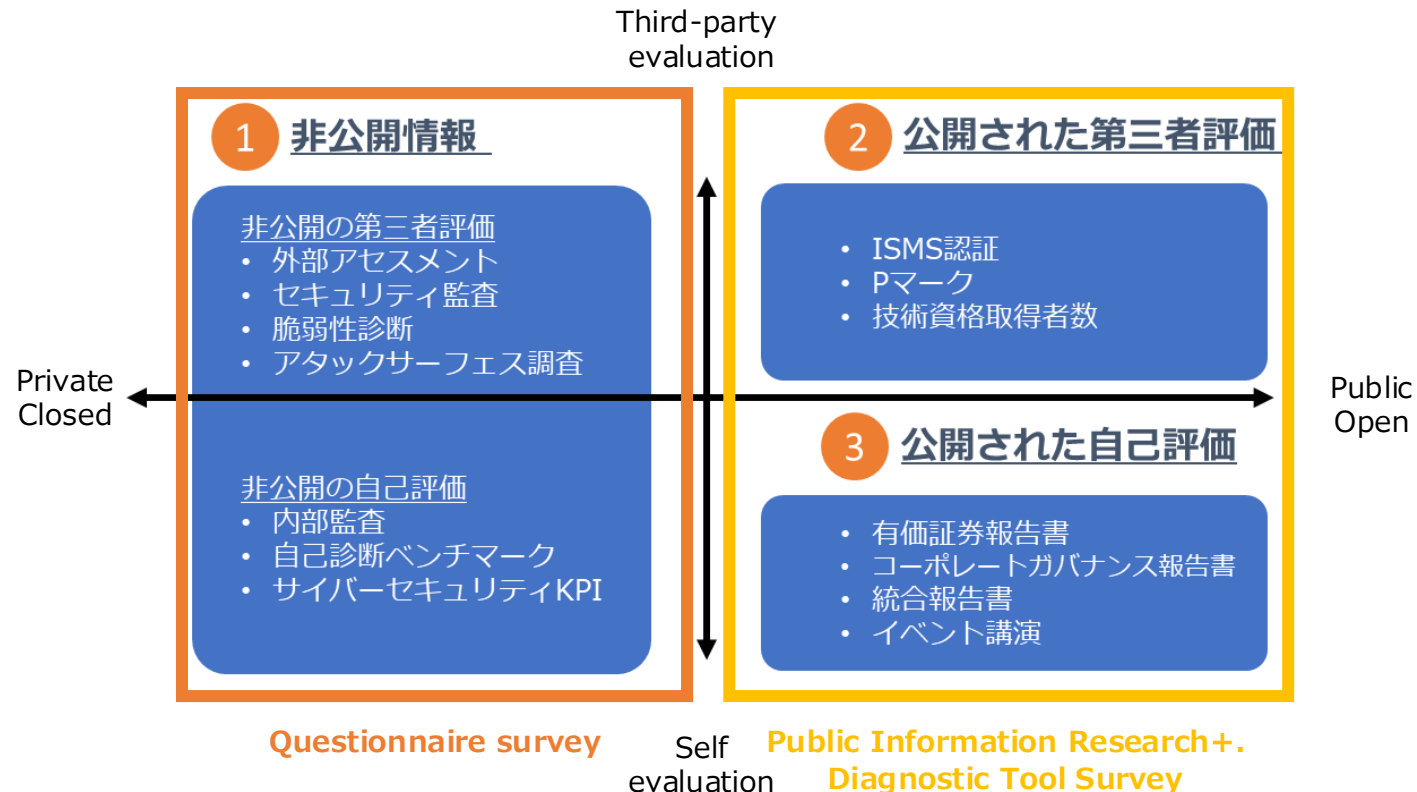 Third-party
evaluation
1 非公開情報
非公開の第三者評価
• 外部アセスメント
• セキュリティ監査
• 脆弱性診断
• アタックサーフェス調査
非公開の自己評価
• 内部監査
• 自己診断ベンチマーク
• サイバーセキュリティKPI
2 公開された第三者評価
• ISMS認証
• Pマーク
• 技術資格取得者数
3 公開された自己評価
• 有価証券報告書
• コーポレートガバナンス報告書
• 統合報告書
• イベント講演
Private
Closed
Public
Open
Questionnaire survey
Self
evaluation
Public Information Research+.
Diagnostic Tool Survey